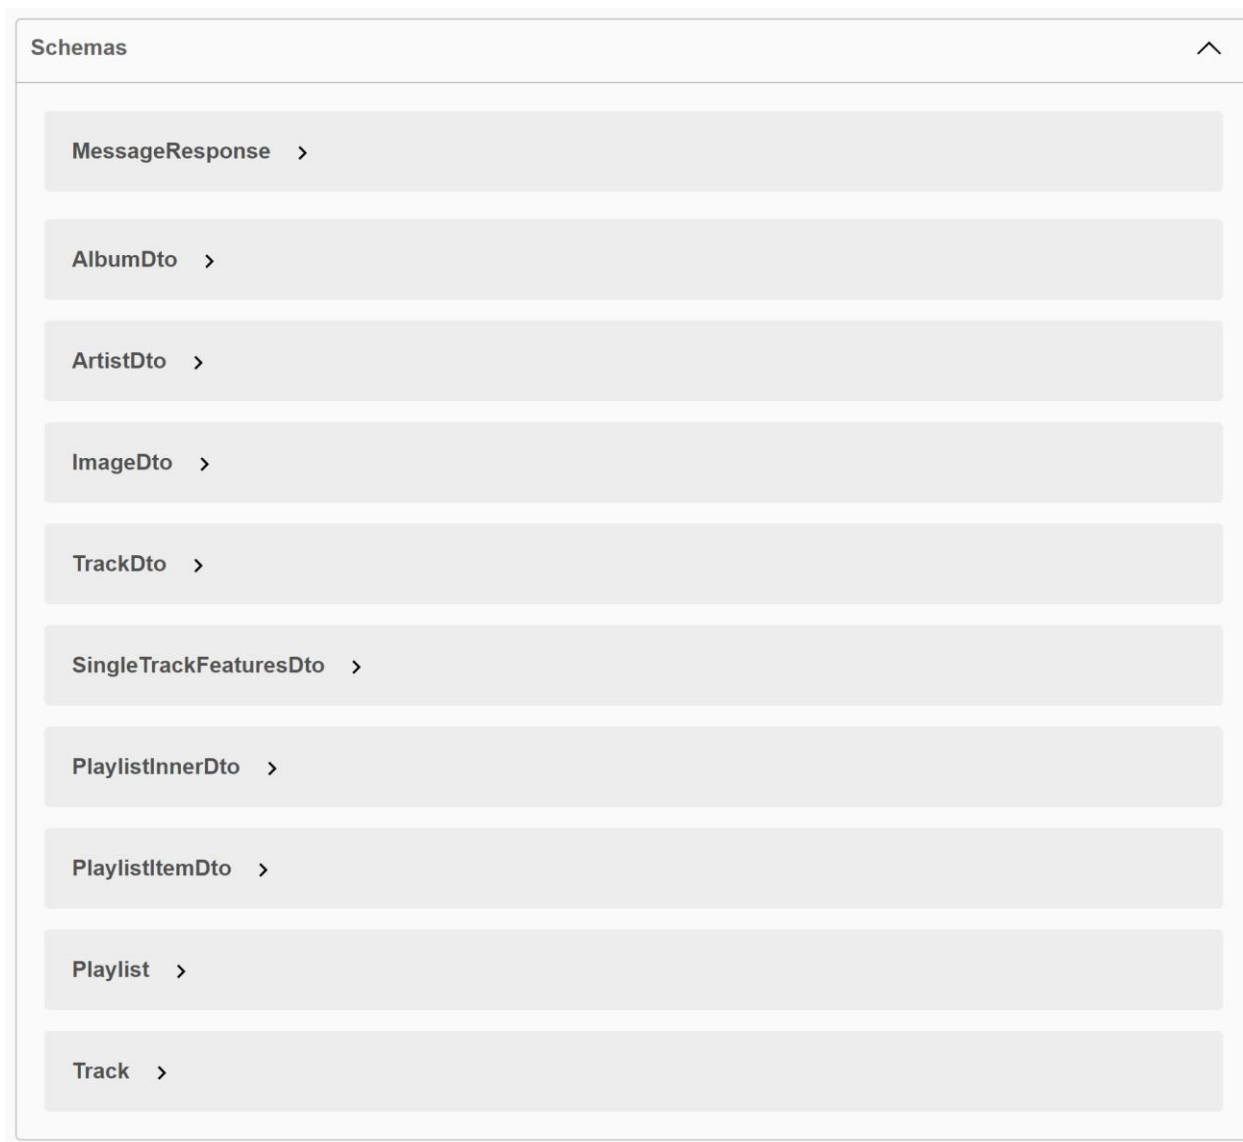 Schemas
MessageResponse
AlbumDto
ArtistDto
ImageDto
TrackDto
SingleTrackFeaturesDto
PlaylistInnerDto
PlaylistItemDto
Playlist
Track